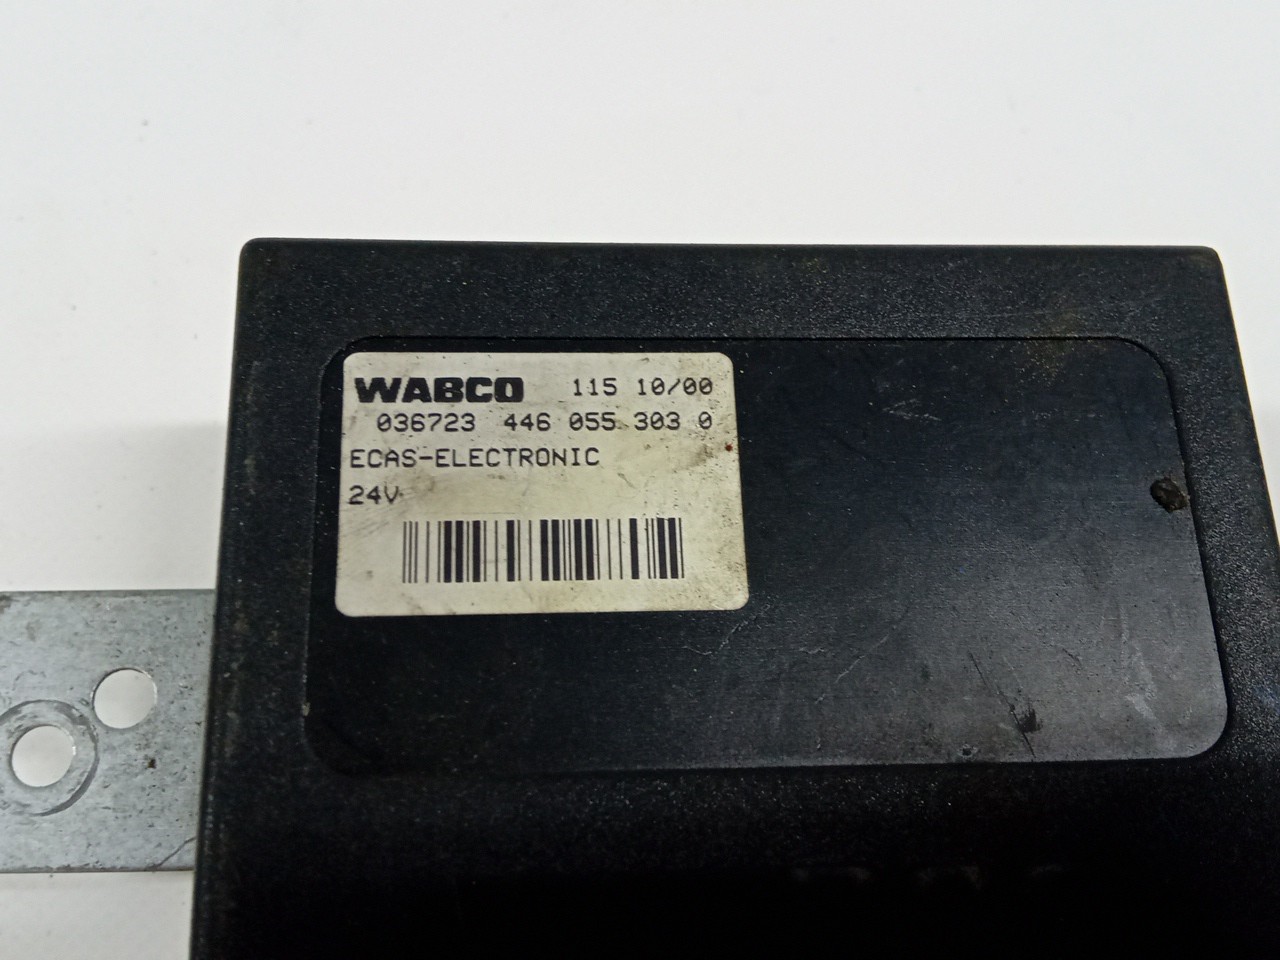 WABCO 115 10/00
036723 446 055 303 0
ECAS-ELECTRONIC
24V